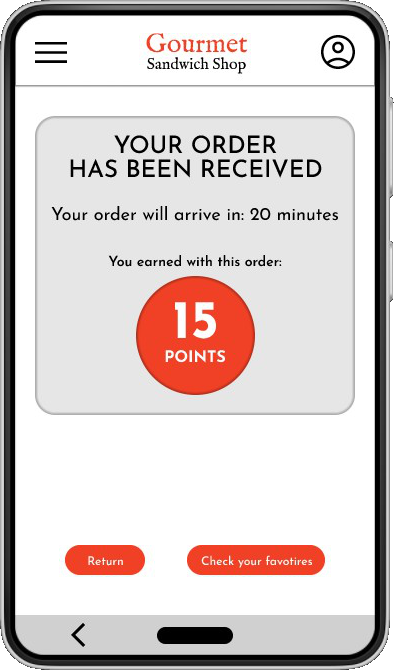 Gourmet
Sandwich Shop
YOUR ORDER
HAS BEEN RECEIVED
Your order will arrive in: 20 minutes
You earned with this order:
15
POINTS
Return
Check your favotires